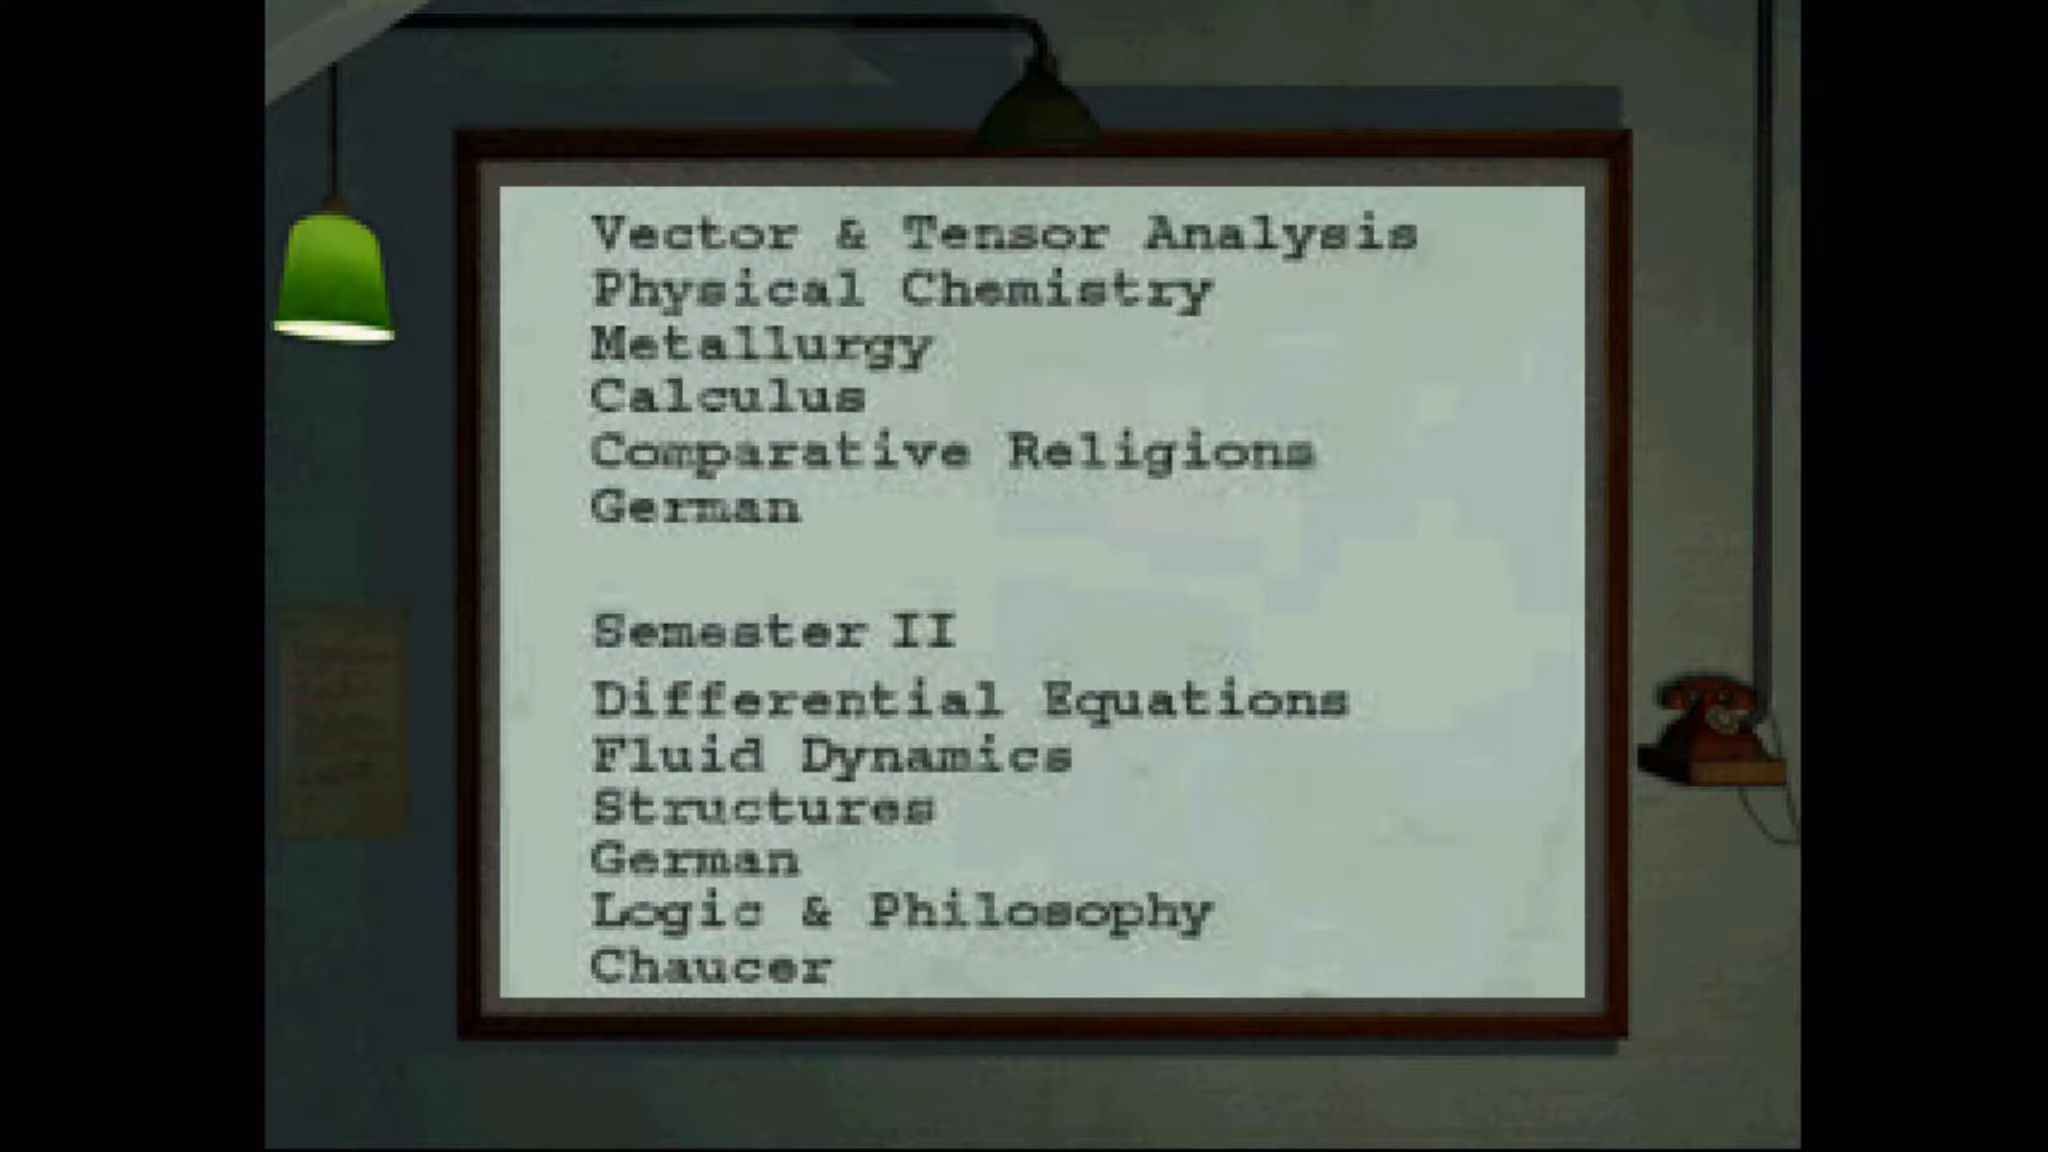 Vector & Tensor Analysis
Physical Chemistry
Metallurgy
Calculus
Comparative Religions
German
Semester II
Differential Equations
Fluid Dynamics
Structures
German
Logic & Philosophy
Chaucer